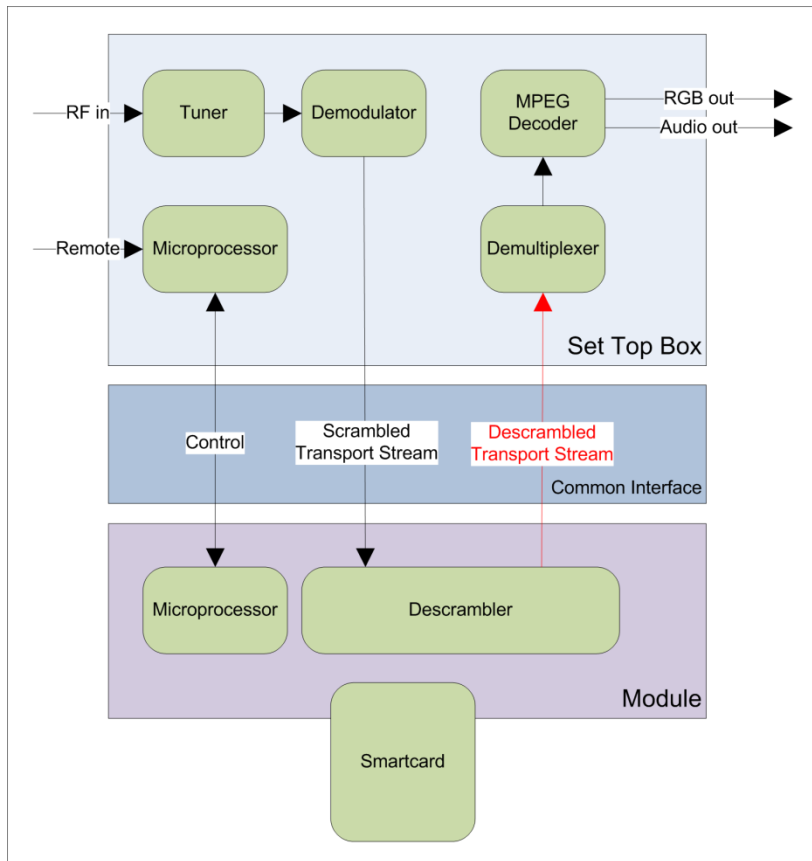 RF in
Tuner
Demodulator
MPEG
Decoder
RGB out
Audio out
Remote
Microprocessor
Demultiplexer
Set Top Box
Control
Scrambled
Transport Stream
Descrambled
Transport Stream
Common Interface
Microprocessor
Descrambler
Module
Smartcard